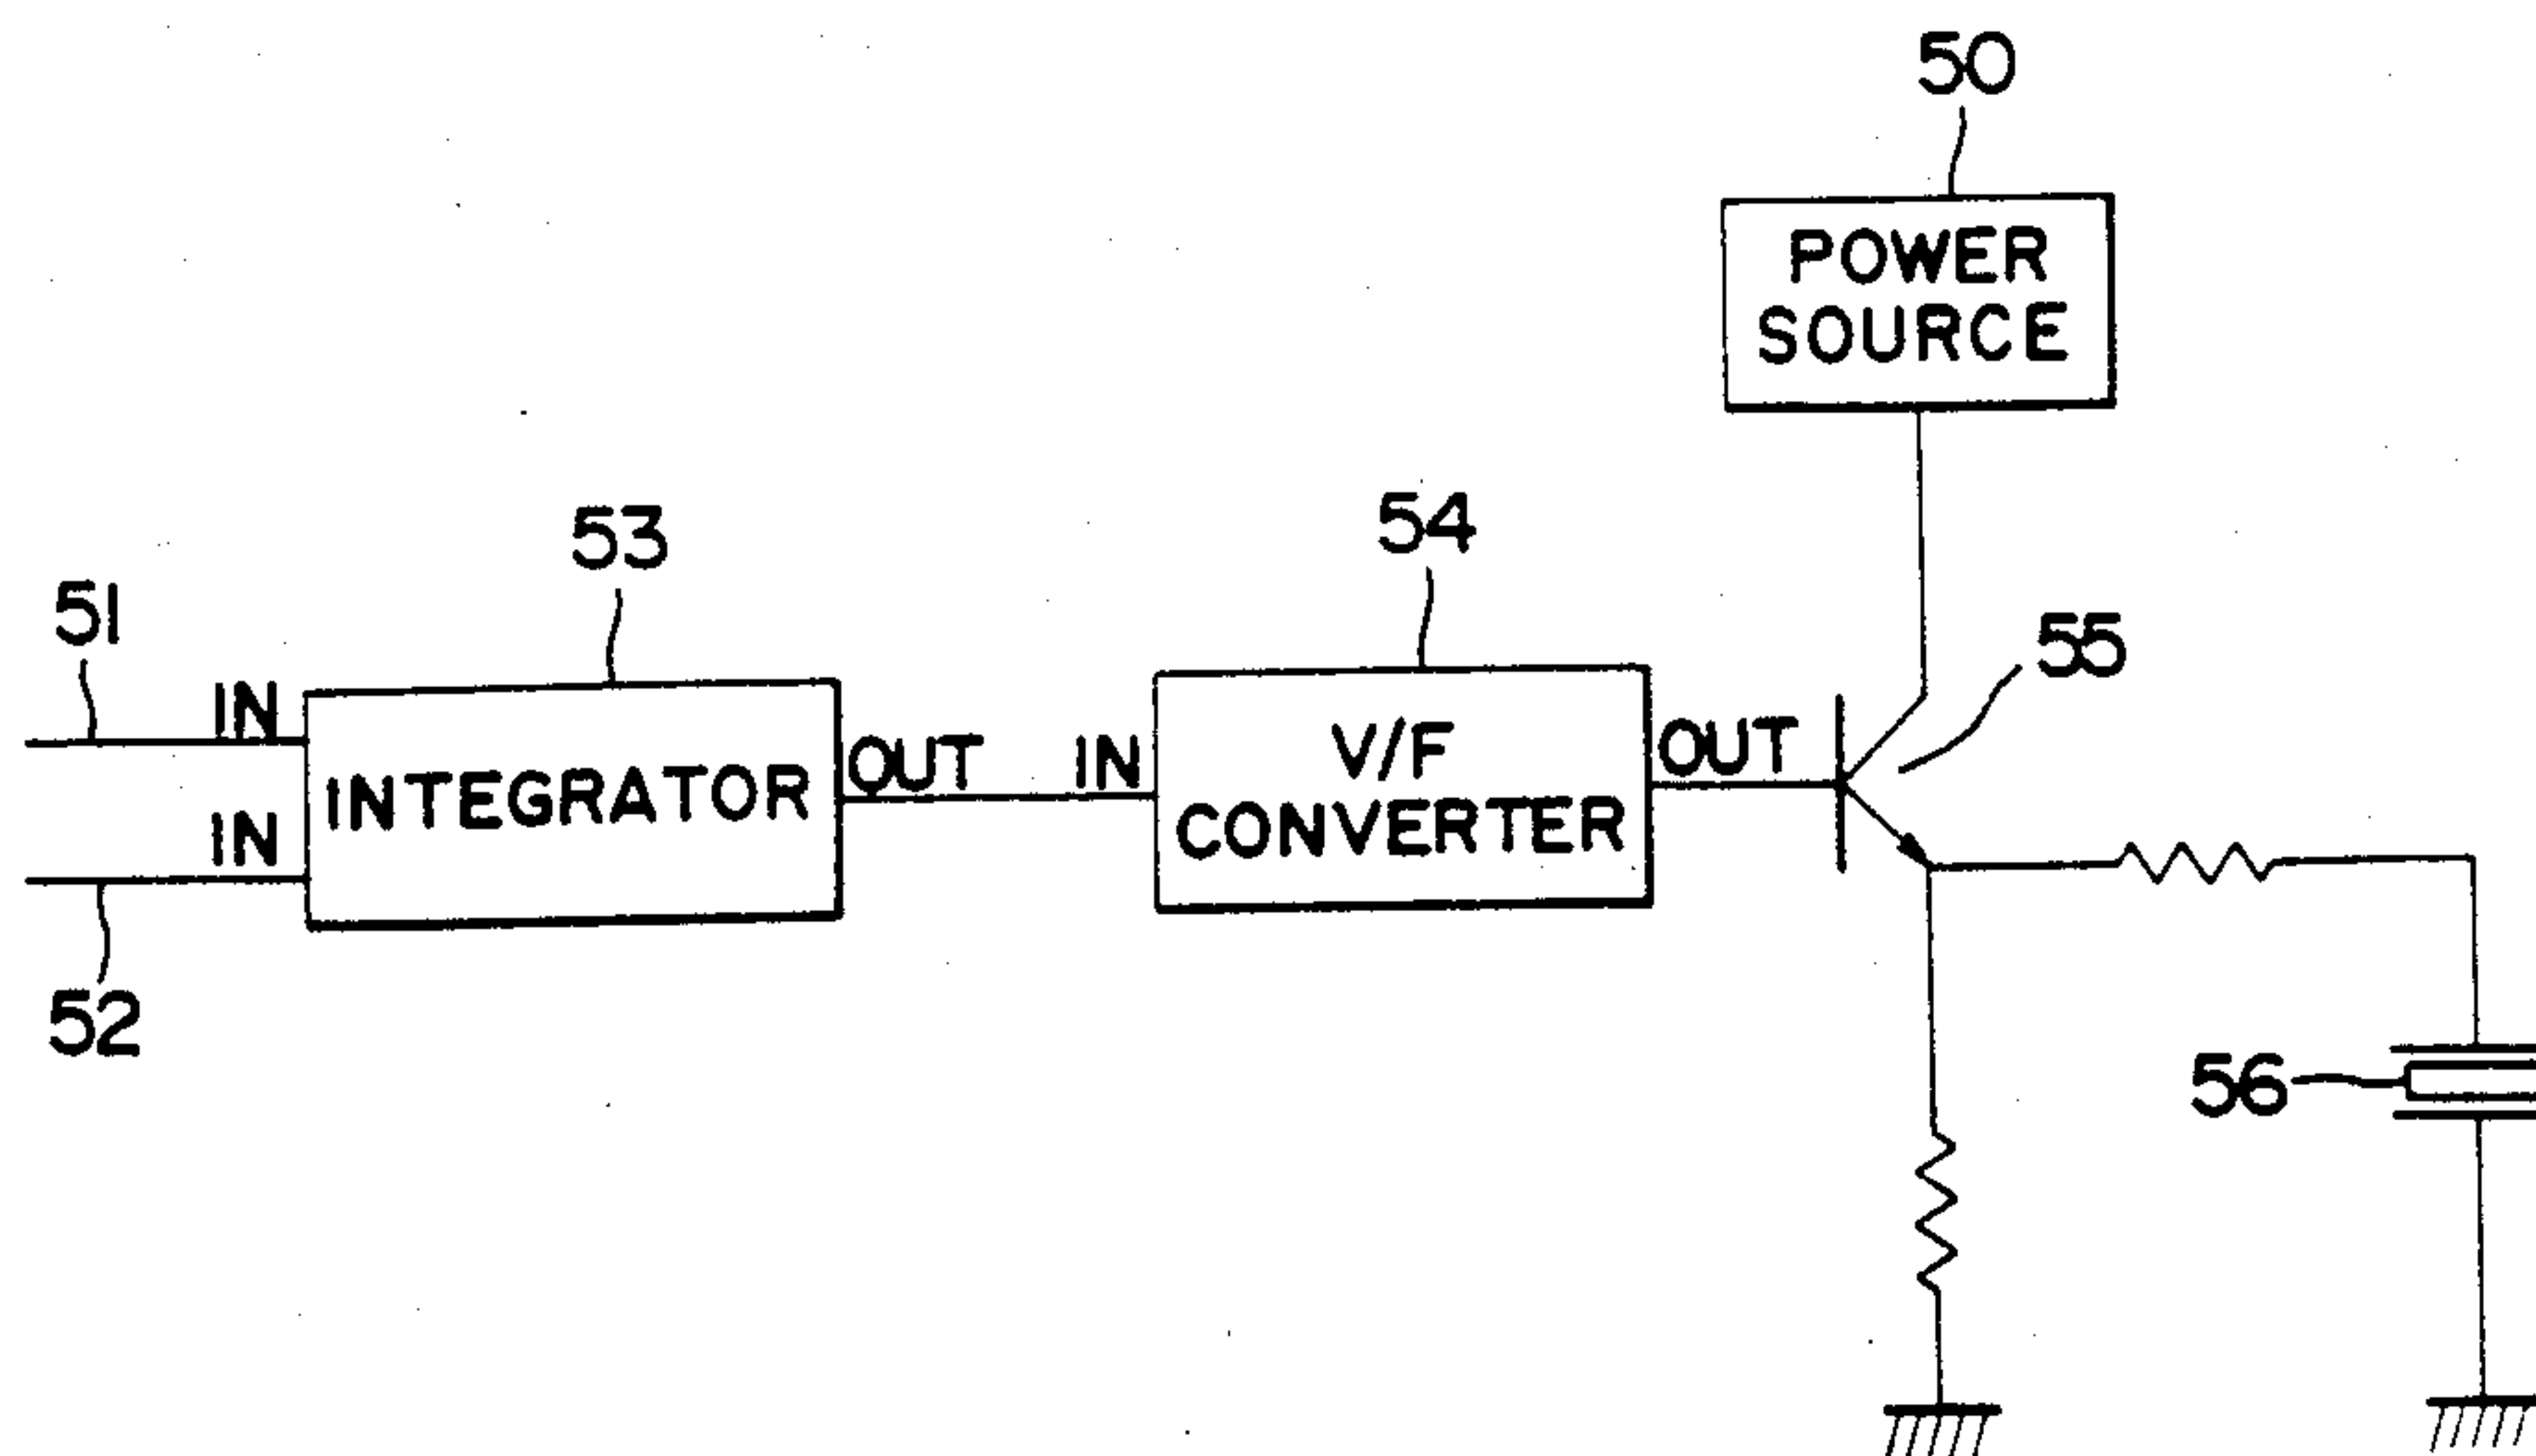 50
POWER
SOURCE
53
54
51
55
IN
INTEGRATOR
OUT
IN
V/F
CONVERTER
OUT
IN
52
56